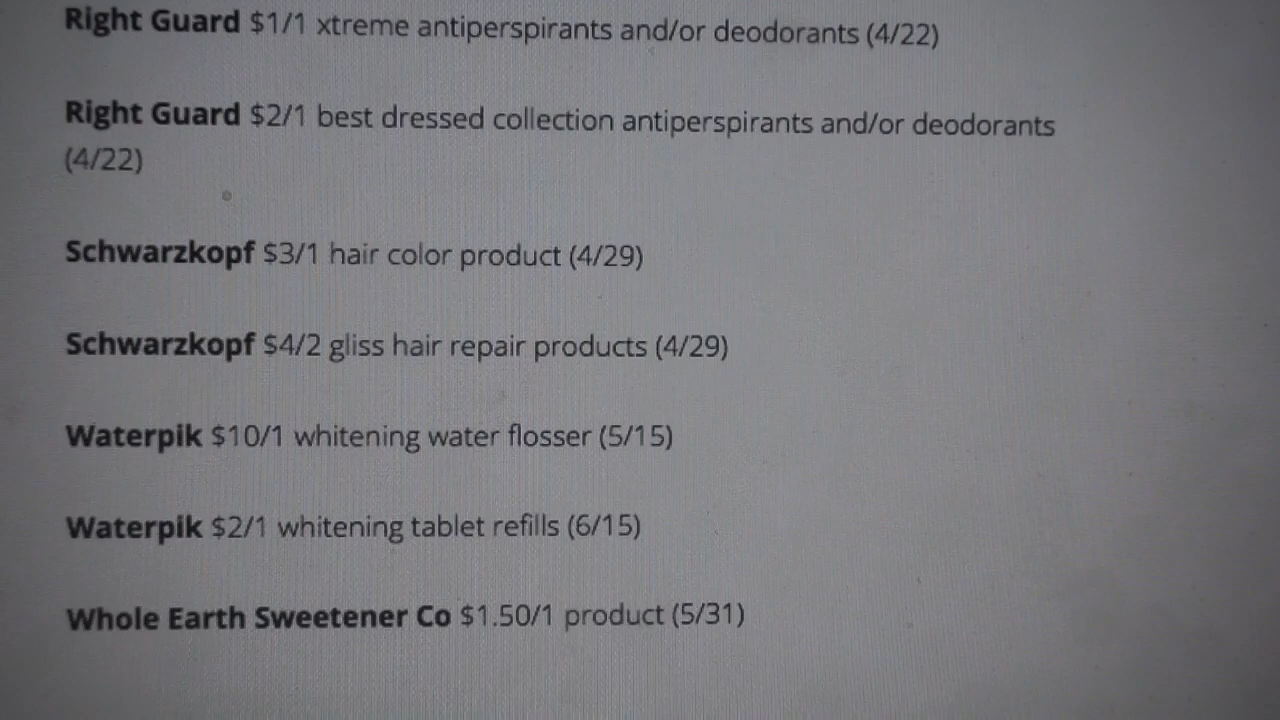 Right Guard $1/1 xtreme antiperspirants and/or deodorants (4/22)
Right Guard $2/1 best dressed collection antiperspirants and/or deodorants
(4/22)
Schwarzkopf $3/1 hair color product (4/29)
Schwarzkopf $4/2 gliss hair repair products (4/29)
Waterpik $10/1 whitening water flosser (5/15)
Waterpik $2/1 whitening tablet refills (6/15)
Whole Earth Sweetener Co $1.50/1 product (5/31)